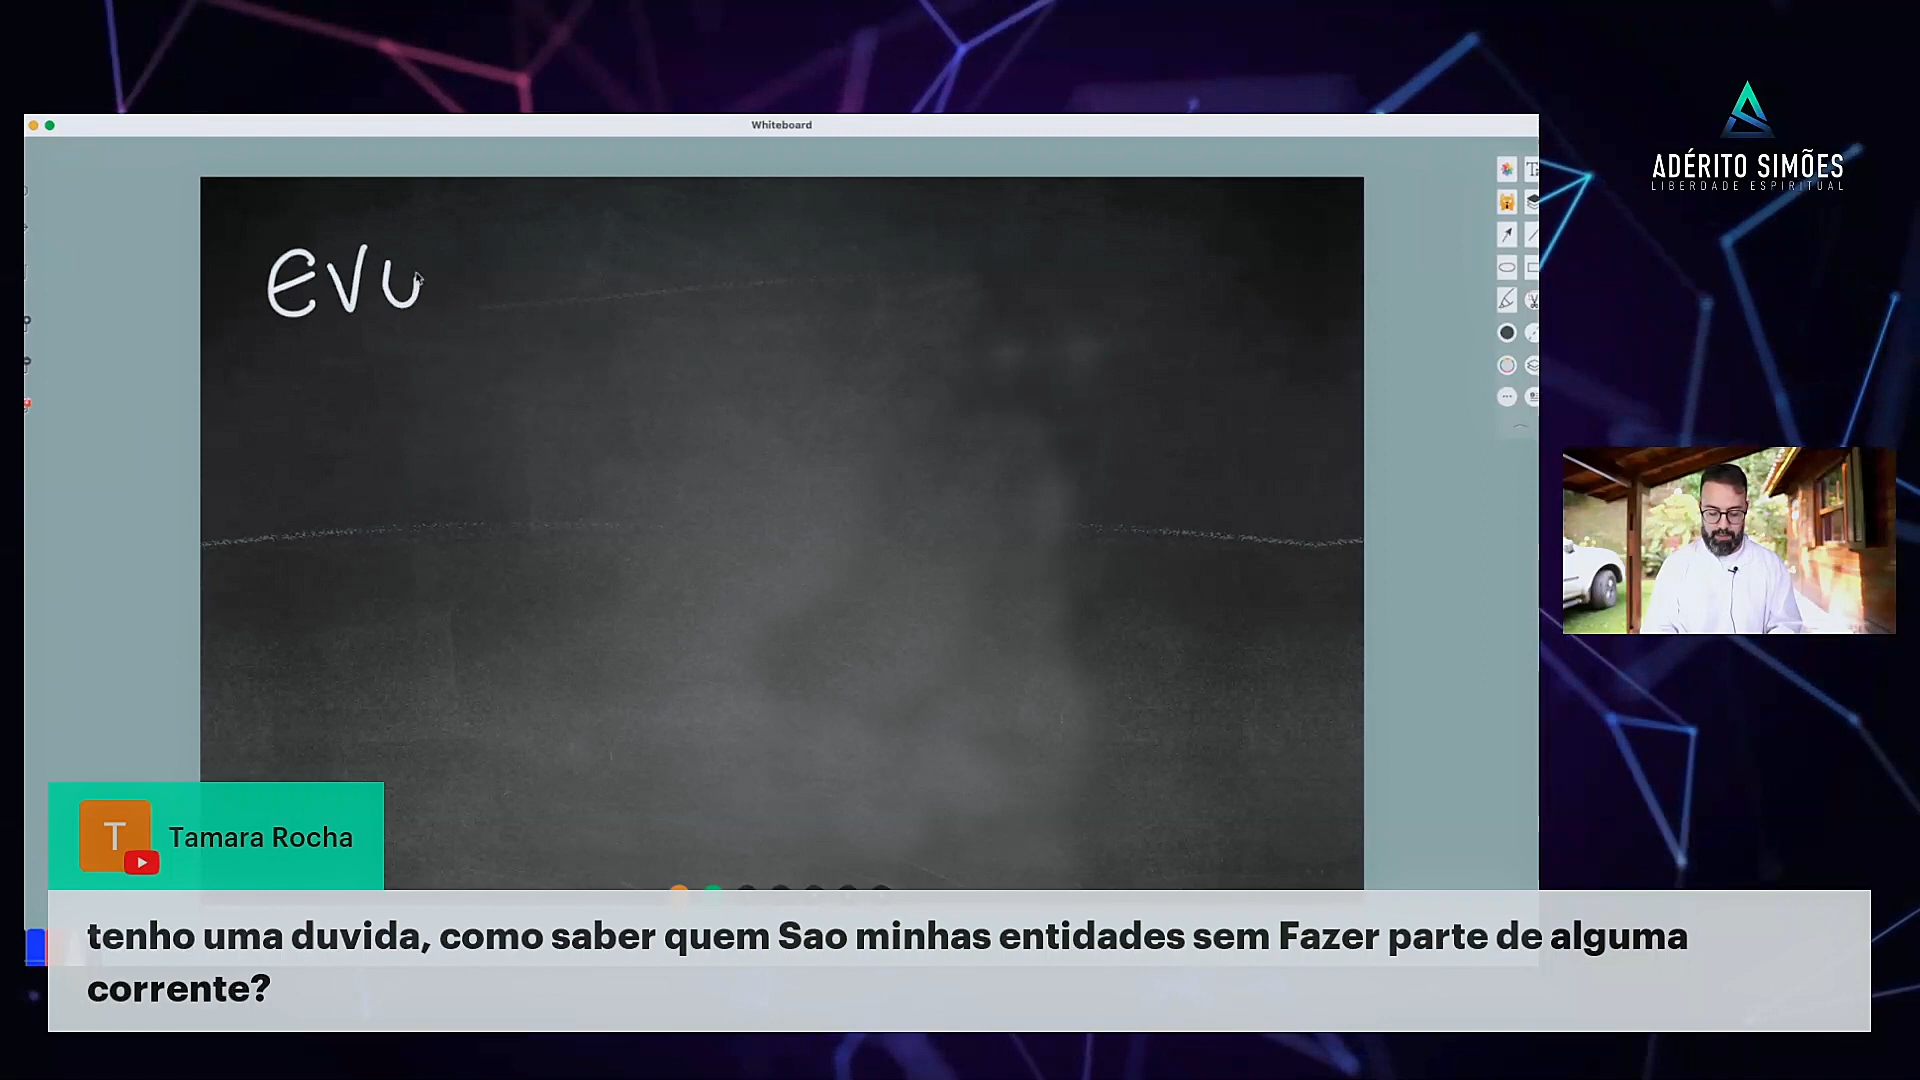 Whiteboard
ADÉRITO SIMÕES
LIBERDADE ESPIRITUAL
evu
T
Tamara Rocha
tenho uma duvida, como saber quem Sao minhas entidades sem Fazer parte de alguma
corrente?